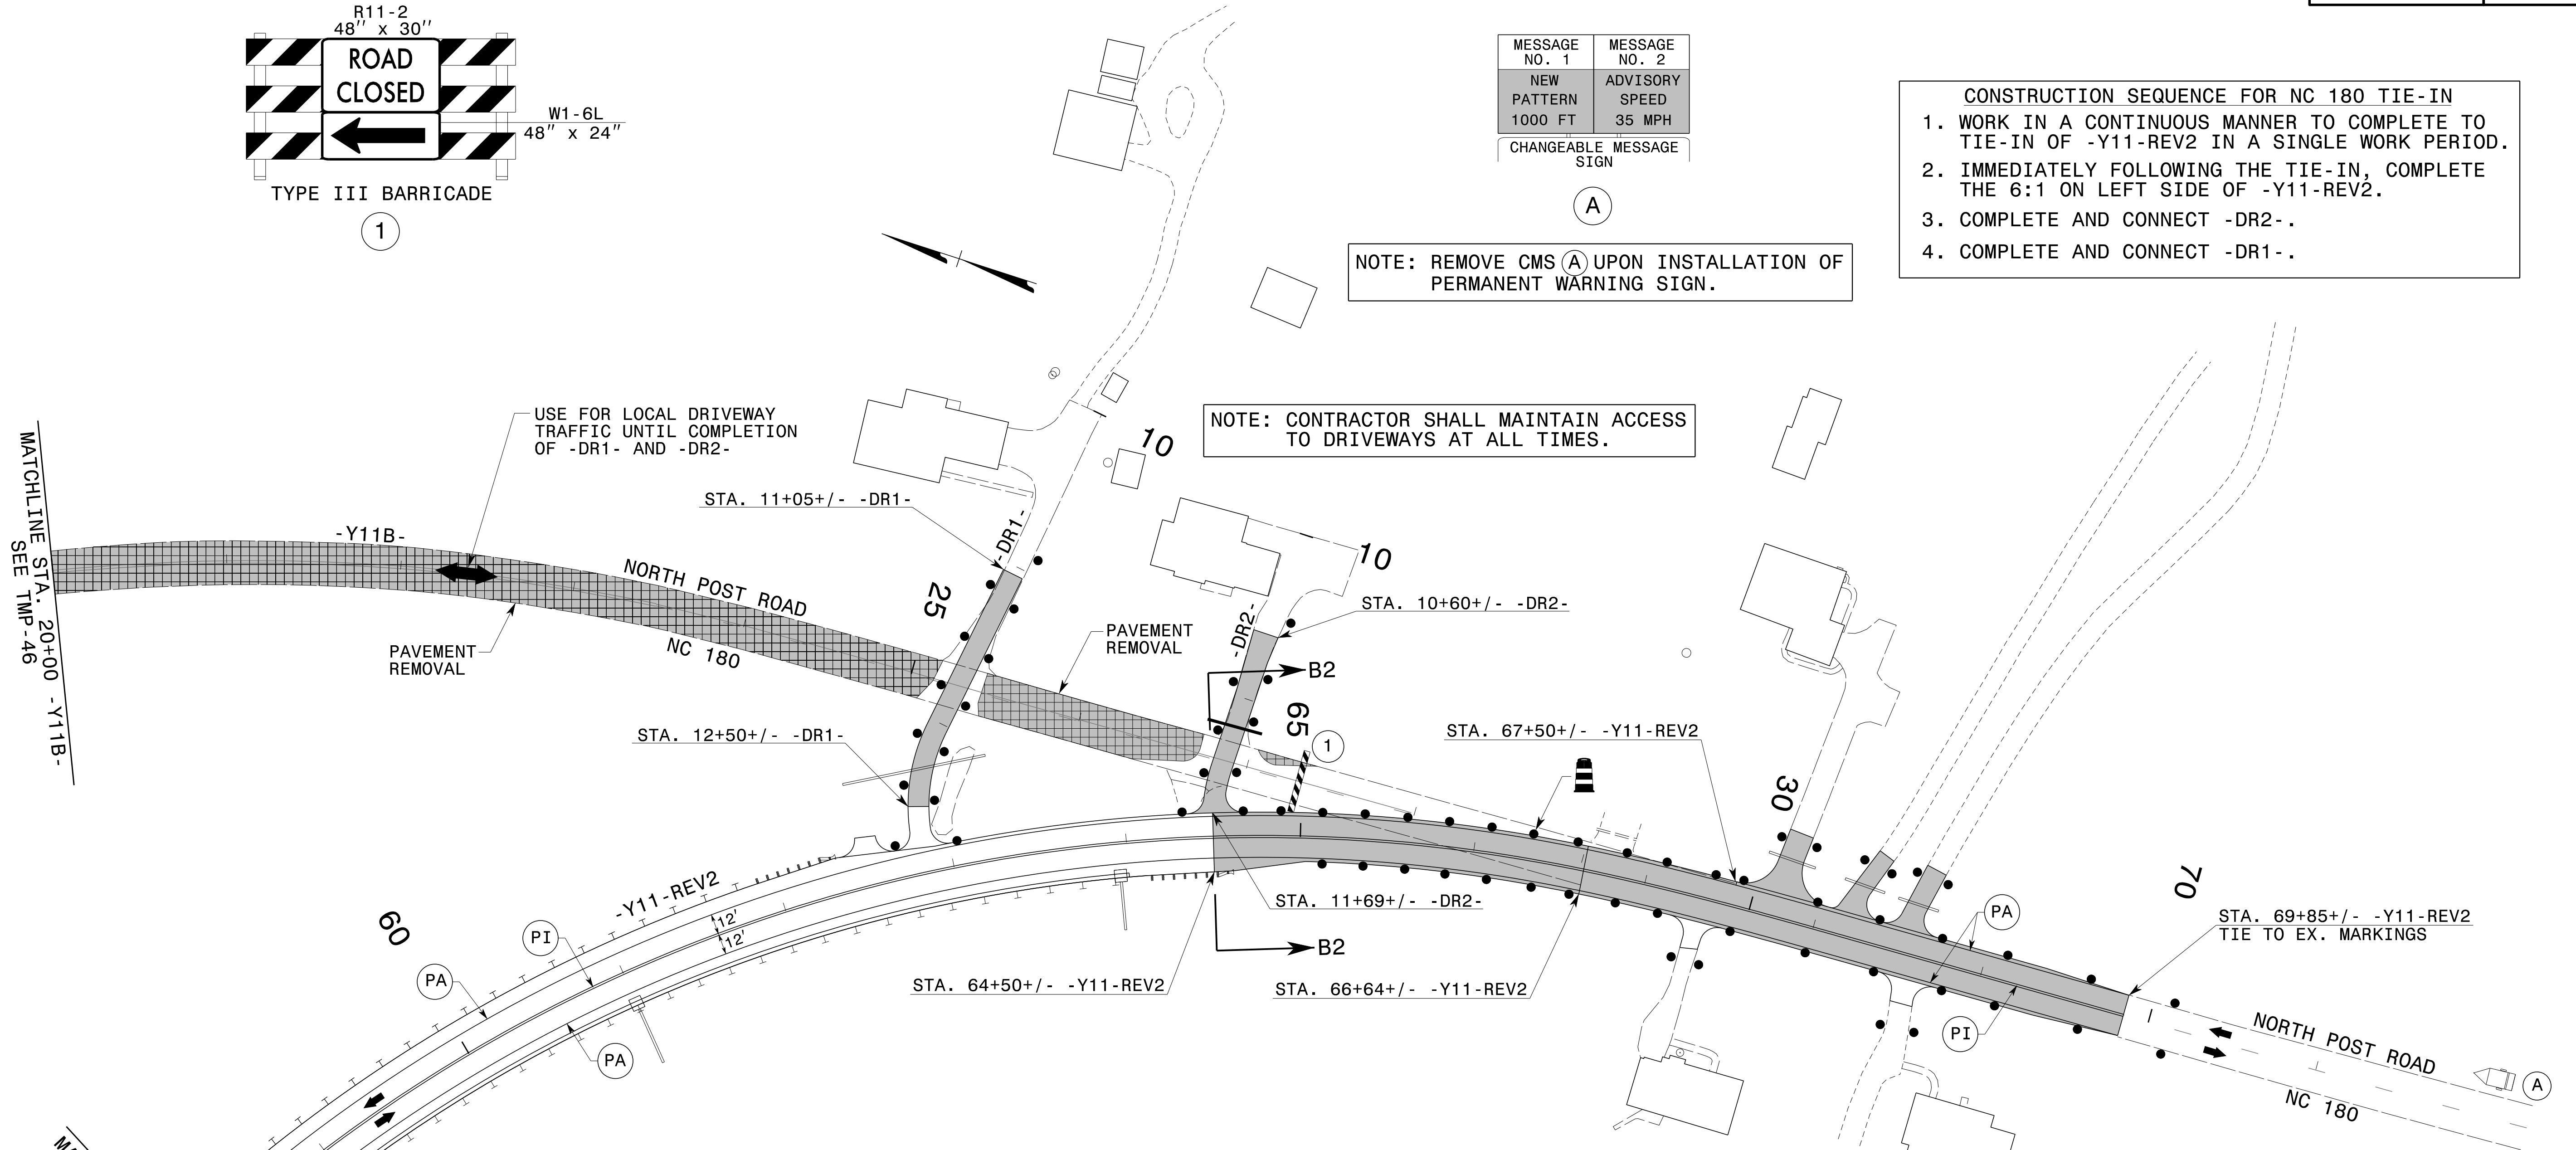 R11-2
48" x 30"
ROAD
CLOSED
W1-6L
48" x 24"
TYPE III BARRICADE
1
MESSAGE NO. 1
MESSAGE NO. 2
NEW
PATTERN
1000 FT
ADVISORY
SPEED
35 MPH
CHANGEABLE MESSAGE
SIGN
A
NOTE: REMOVE CMS A UPON INSTALLATION OF
PERMANENT WARNING SIGN.
CONSTRUCTION SEQUENCE FOR NC 180 TIE-IN
1. WORK IN A CONTINUOUS MANNER TO COMPLETE TO
TIE-IN OF -Y11-REV2 IN A SINGLE WORK PERIOD.
2. IMMEDIATELY FOLLOWING THE TIE-IN, COMPLETE
THE 6:1 ON LEFT SIDE OF -Y11-REV2.
3. COMPLETE AND CONNECT -DR2-.
4. COMPLETE AND CONNECT -DR1-.
NOTE: CONTRACTOR SHALL MAINTAIN ACCESS
TO DRIVEWAYS AT ALL TIMES.
USE FOR LOCAL DRIVEWAY
TRAFFIC UNTIL COMPLETION
OF -DR1- AND -DR2-
MATCHLINE STA. 20+00 -Y11B-
SEE TMP-46
-Y11B-
NORTH POST ROAD
NC 180
PAVEMENT
REMOVAL
STA. 11+05+/- -DR1-
-DR1-
10
25
STA. 12+50+/- -DR1-
PAVEMENT
REMOVAL
-DR2-
10
STA. 10+60+/- -DR2-
B2
65
1
STA. 67+50+/- -Y11-REV2
30
70
60
-Y11-REV2
12'
12'
PI
PA
PA
STA. 11+69+/- -DR2-
B2
STA. 64+50+/- -Y11-REV2
STA. 66+64+/- -Y11-REV2
PA
PI
STA. 69+85+/- -Y11-REV2
TIE TO EX. MARKINGS
NORTH POST ROAD
NC 180
A